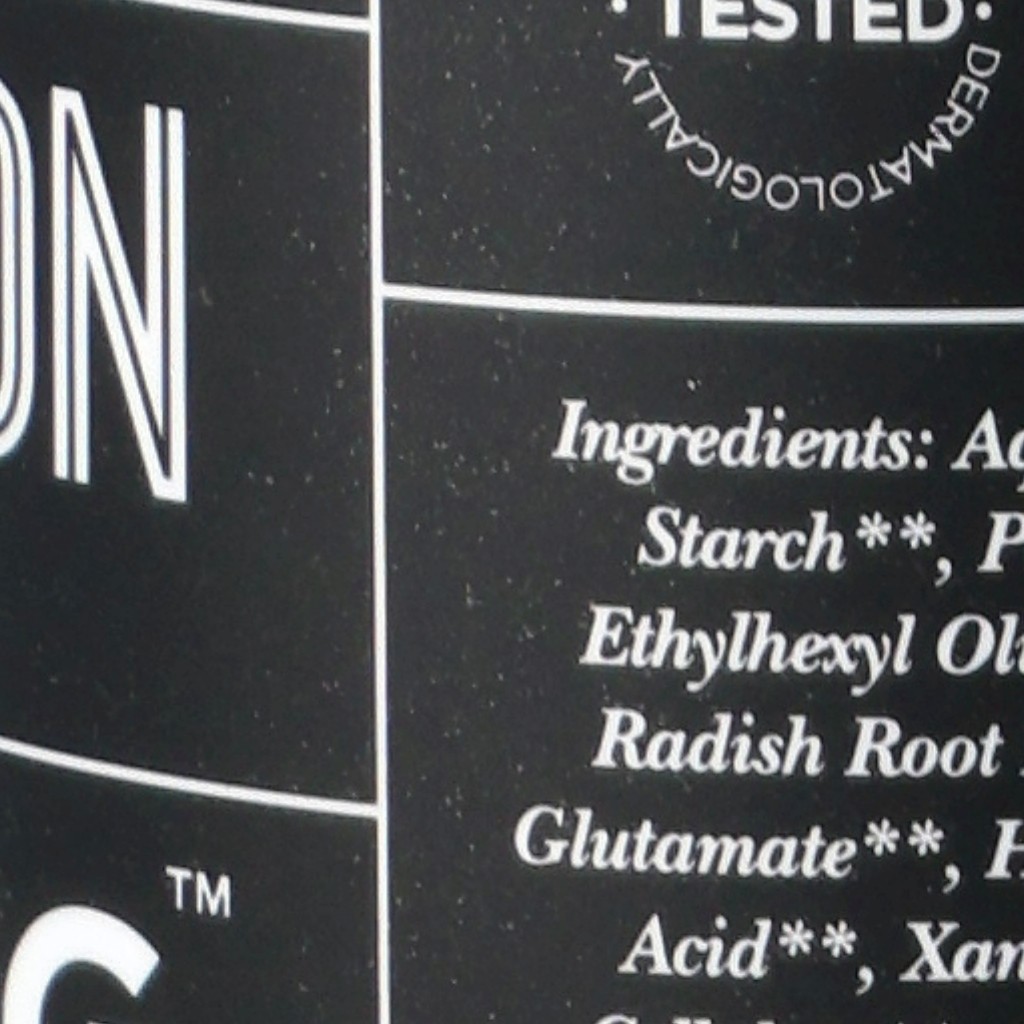 TESTED
DERMATOLOGICALLY
ON
TM
Ingredients:
Starch**,
Ethylhexyl
Radish Root
Glutamate**,
Acid**,